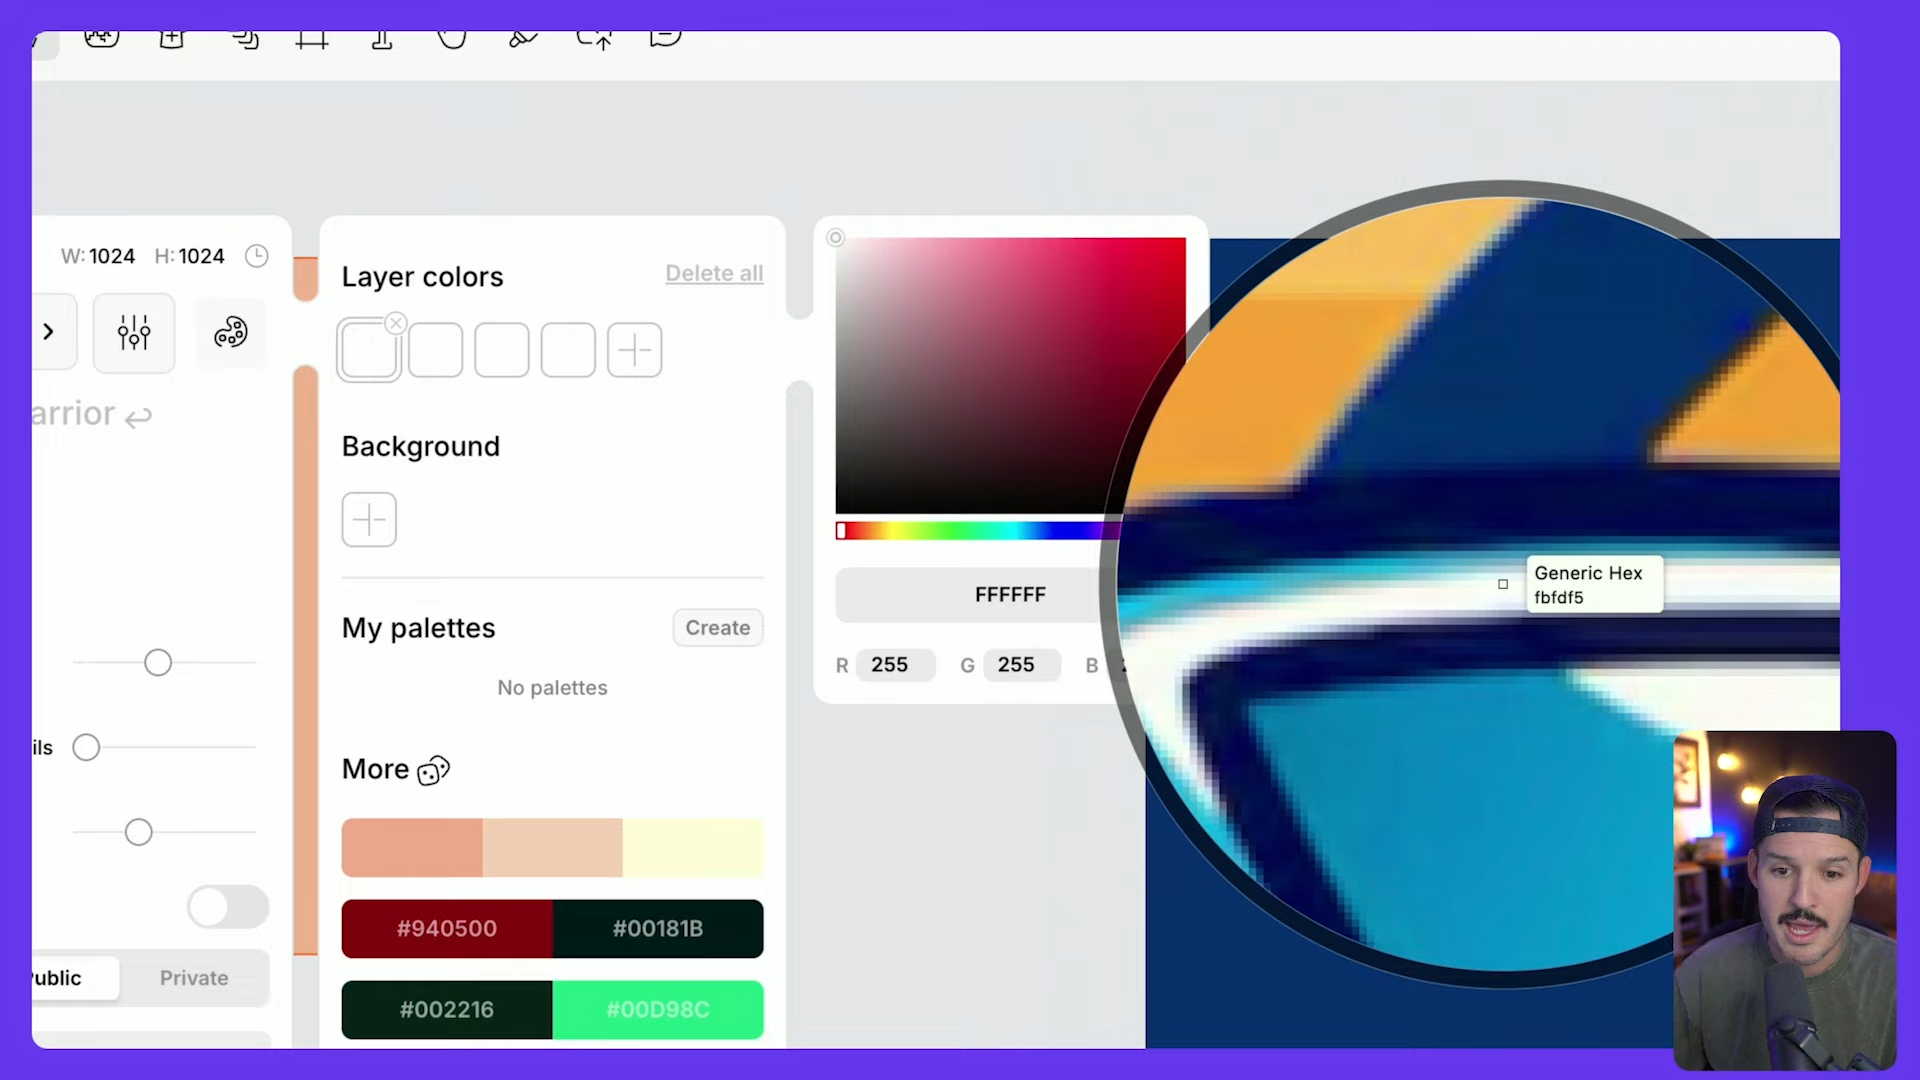 W: 1024 H: 1024
arrior
ils
Public Private
Layer colors Delete all
Background
My palettes Create
No palettes
More
#940500 #00181B
#002216 #00D98C
FFFFFF
R 255 G 255 B
Generic Hex
fbfdf5